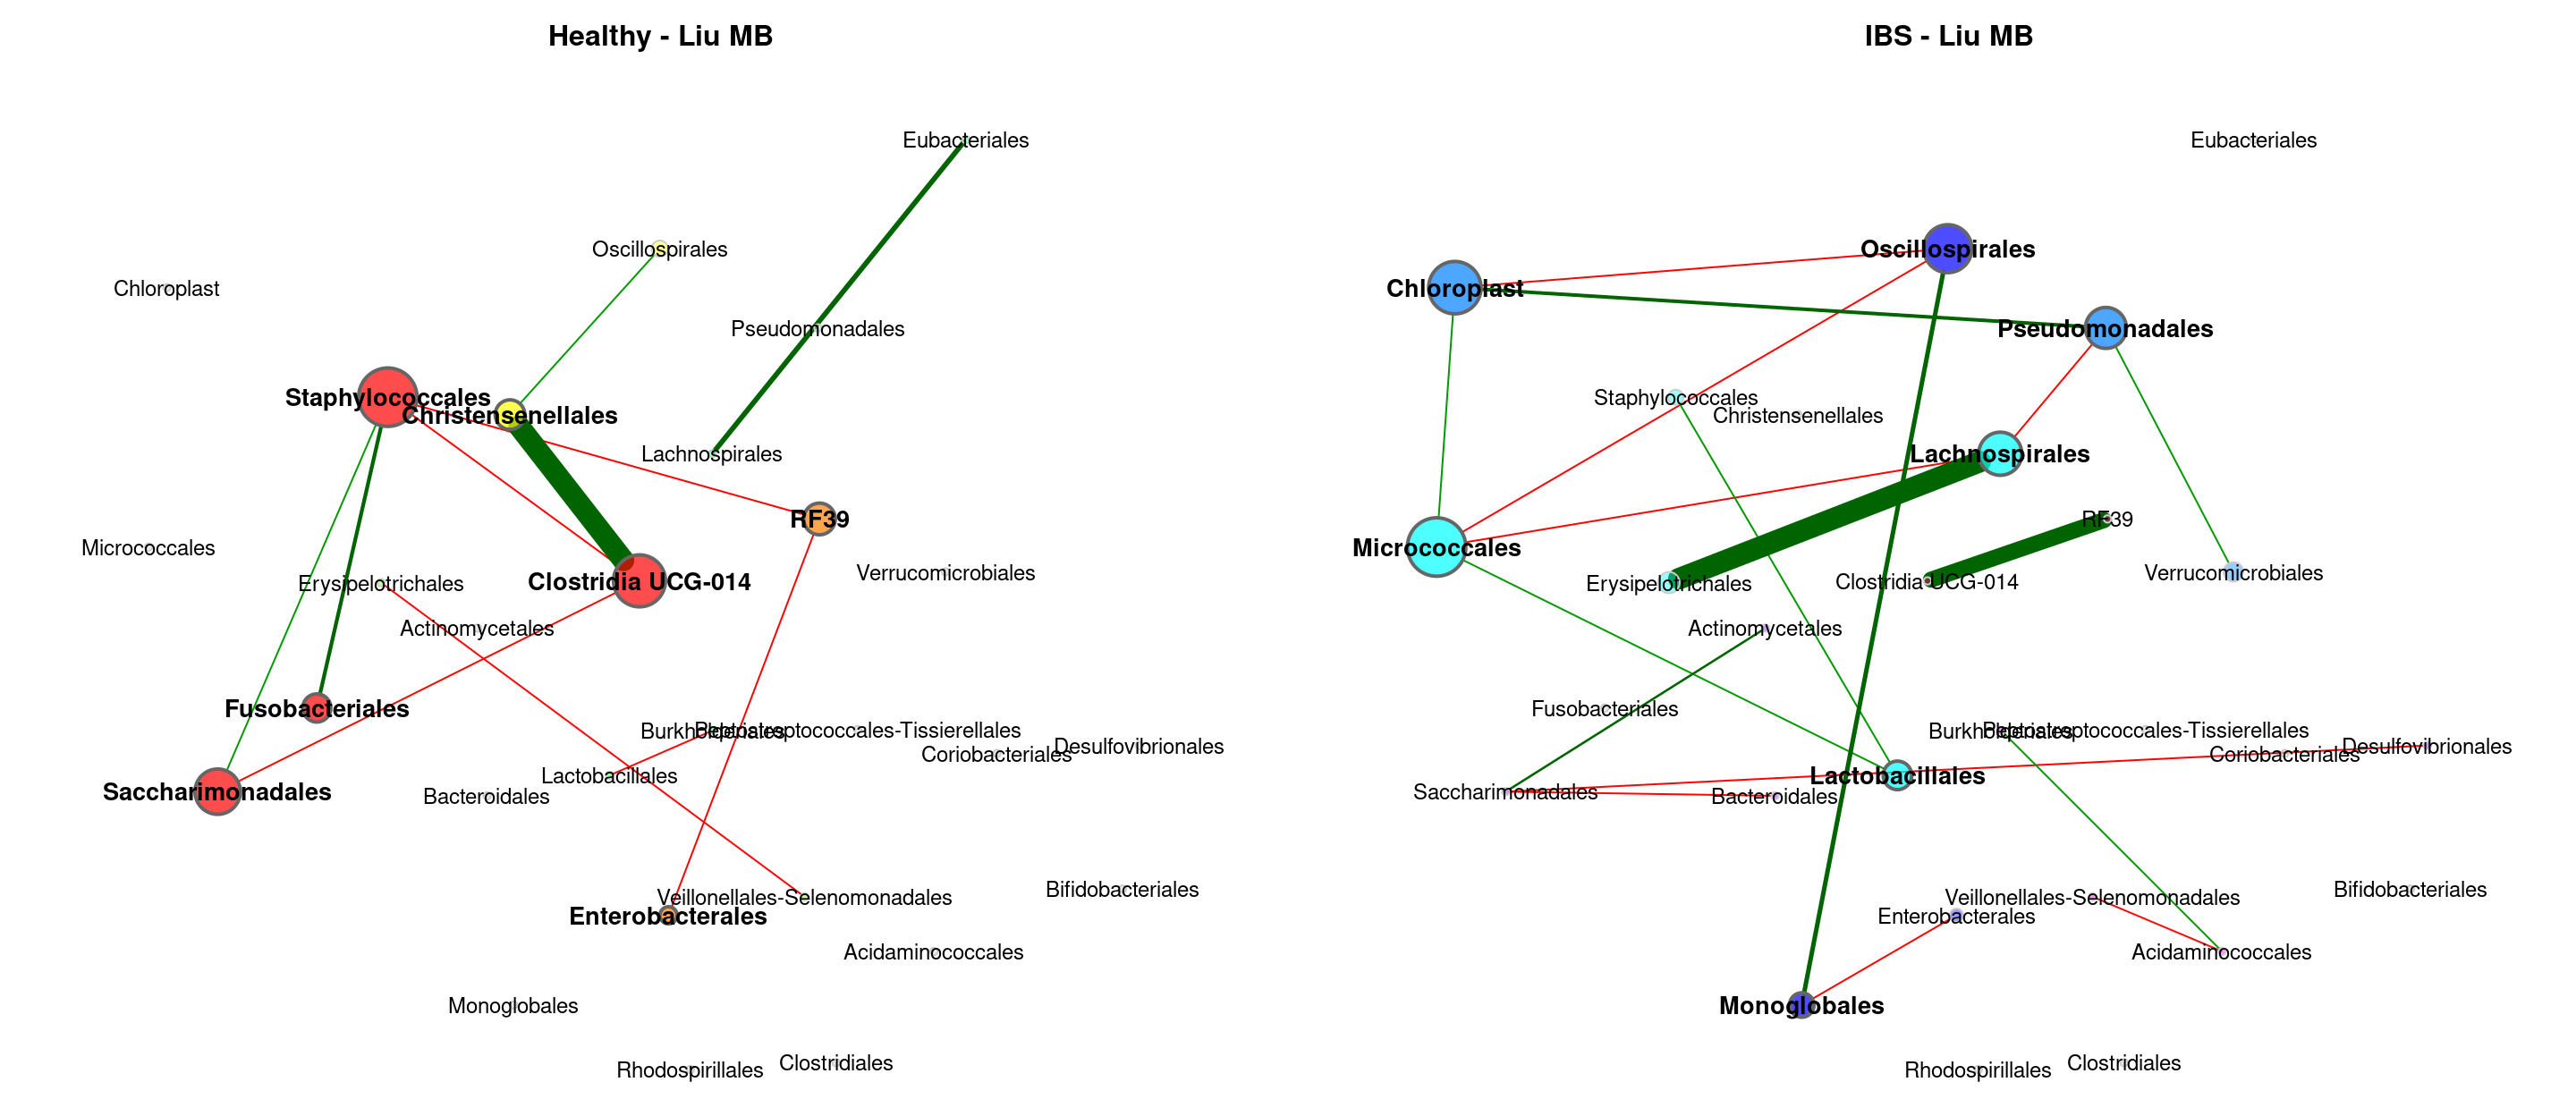 Healthy - Liu MB
Eubacteriales
Oscillospirales
Chloroplast
Pseudomonadales
Staphylococcales
Christensenellales
Lachnospirales
RF39
Micrococcales
Verrucomicrobiales
Erysipelotrichales
Clostridia UCG-014
Actinomycetales
Fusobacteriales
Burkholderiales
Peptostreptococcales-Tissierellales
Desulfovibrionales
Coriobacteriales
Lactobacillales
Saccharimonadales
Bacteroidales
Bifidobacteriales
Veillonellales-Selenomonadales
Enterobacterales
Acidaminococcales
Monoglobales
Clostridiales
Rhodospirillales
IBS - Liu MB
Eubacteriales
Oscillospirales
Chloroplast
Pseudomonadales
Staphylococcales
Christensenellales
Lachnospirales
RF39
Micrococcales
Verrucomicrobiales
Erysipelotrichales
Clostridia UCG-014
Actinomycetales
Fusobacteriales
Burkholderiales
Peptostreptococcales-Tissierellales
Desulfovibrionales
Coriobacteriales
Lactobacillales
Saccharimonadales
Bacteroidales
Bifidobacteriales
Veillonellales-Selenomonadales
Enterobacterales
Acidaminococcales
Monoglobales
Clostridiales
Rhodospirillales